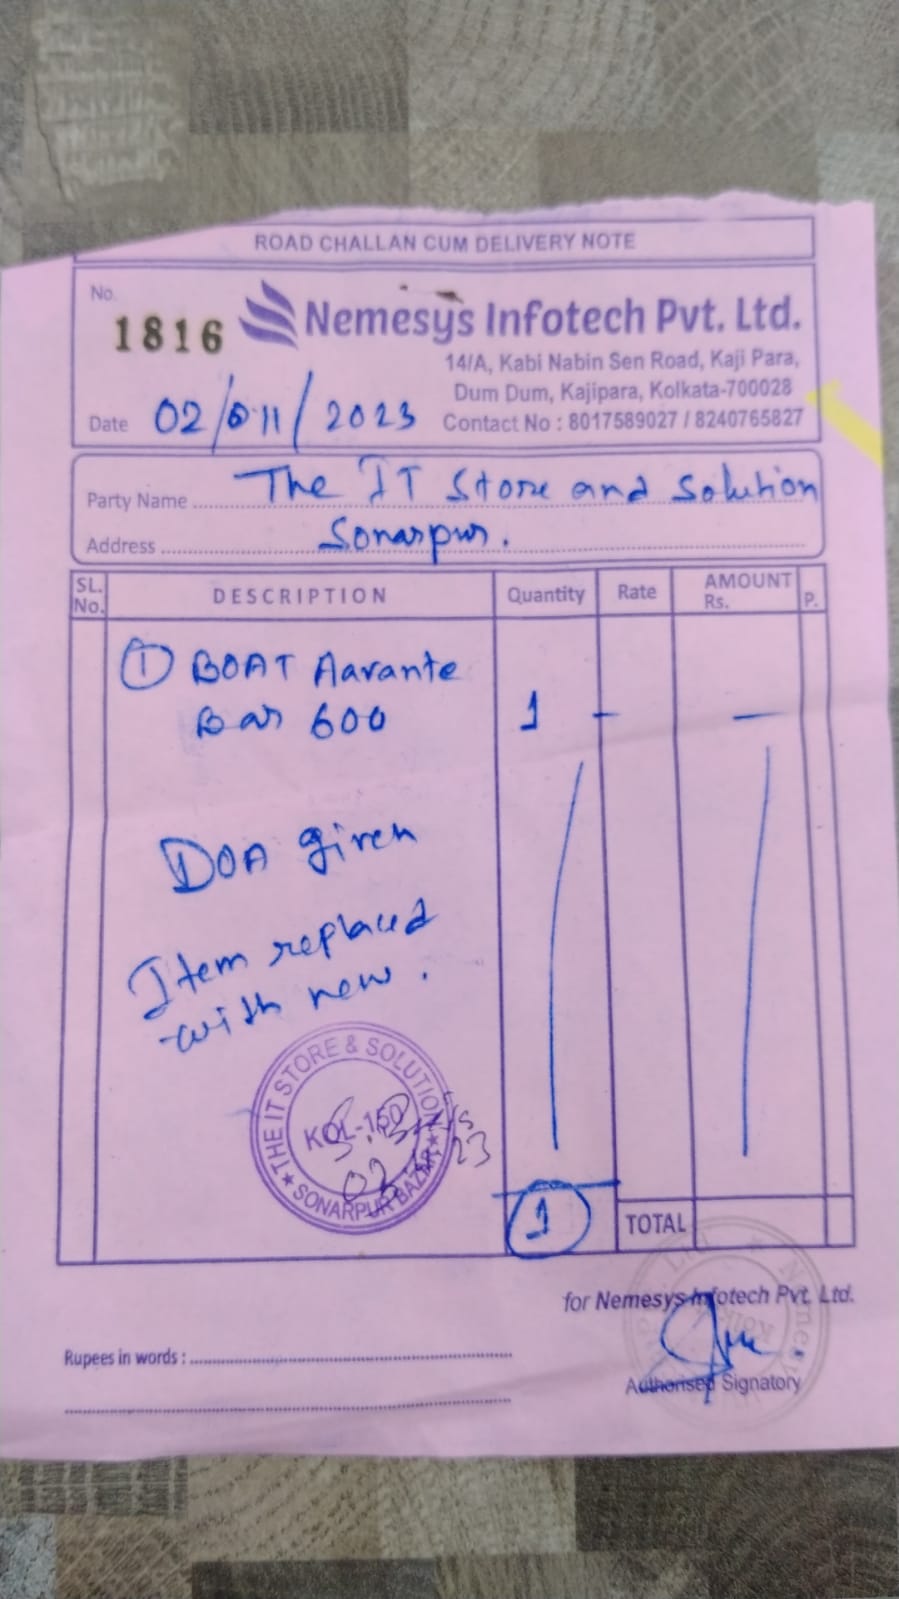 ROAD CHALLAN CUM DELIVERY NOTE
No.
1816
Nemesys Infotech Pvt. Ltd.
14/A, Kabi Nabin Sen Road, Kaji Para,
Dum Dum, Kajipara, Kolkata-700028
Contact No : 8017589027 / 8240765827
Date 02/11/2023
Party Name The IT Store and Solution
Address Sonarpur.
SL. No. DESCRIPTION Quantity Rate AMOUNT Rs. P.
① BOAT Aavante
Bar 600 1 — —
DOA given
Item replaced
with new.
THE IT STORE & SOLUTION
KOL-150
SONARPUR BAZAR
1 TOTAL
for Nemesys Infotech Pvt. Ltd.
Rupees in words :
Authorised Signatory